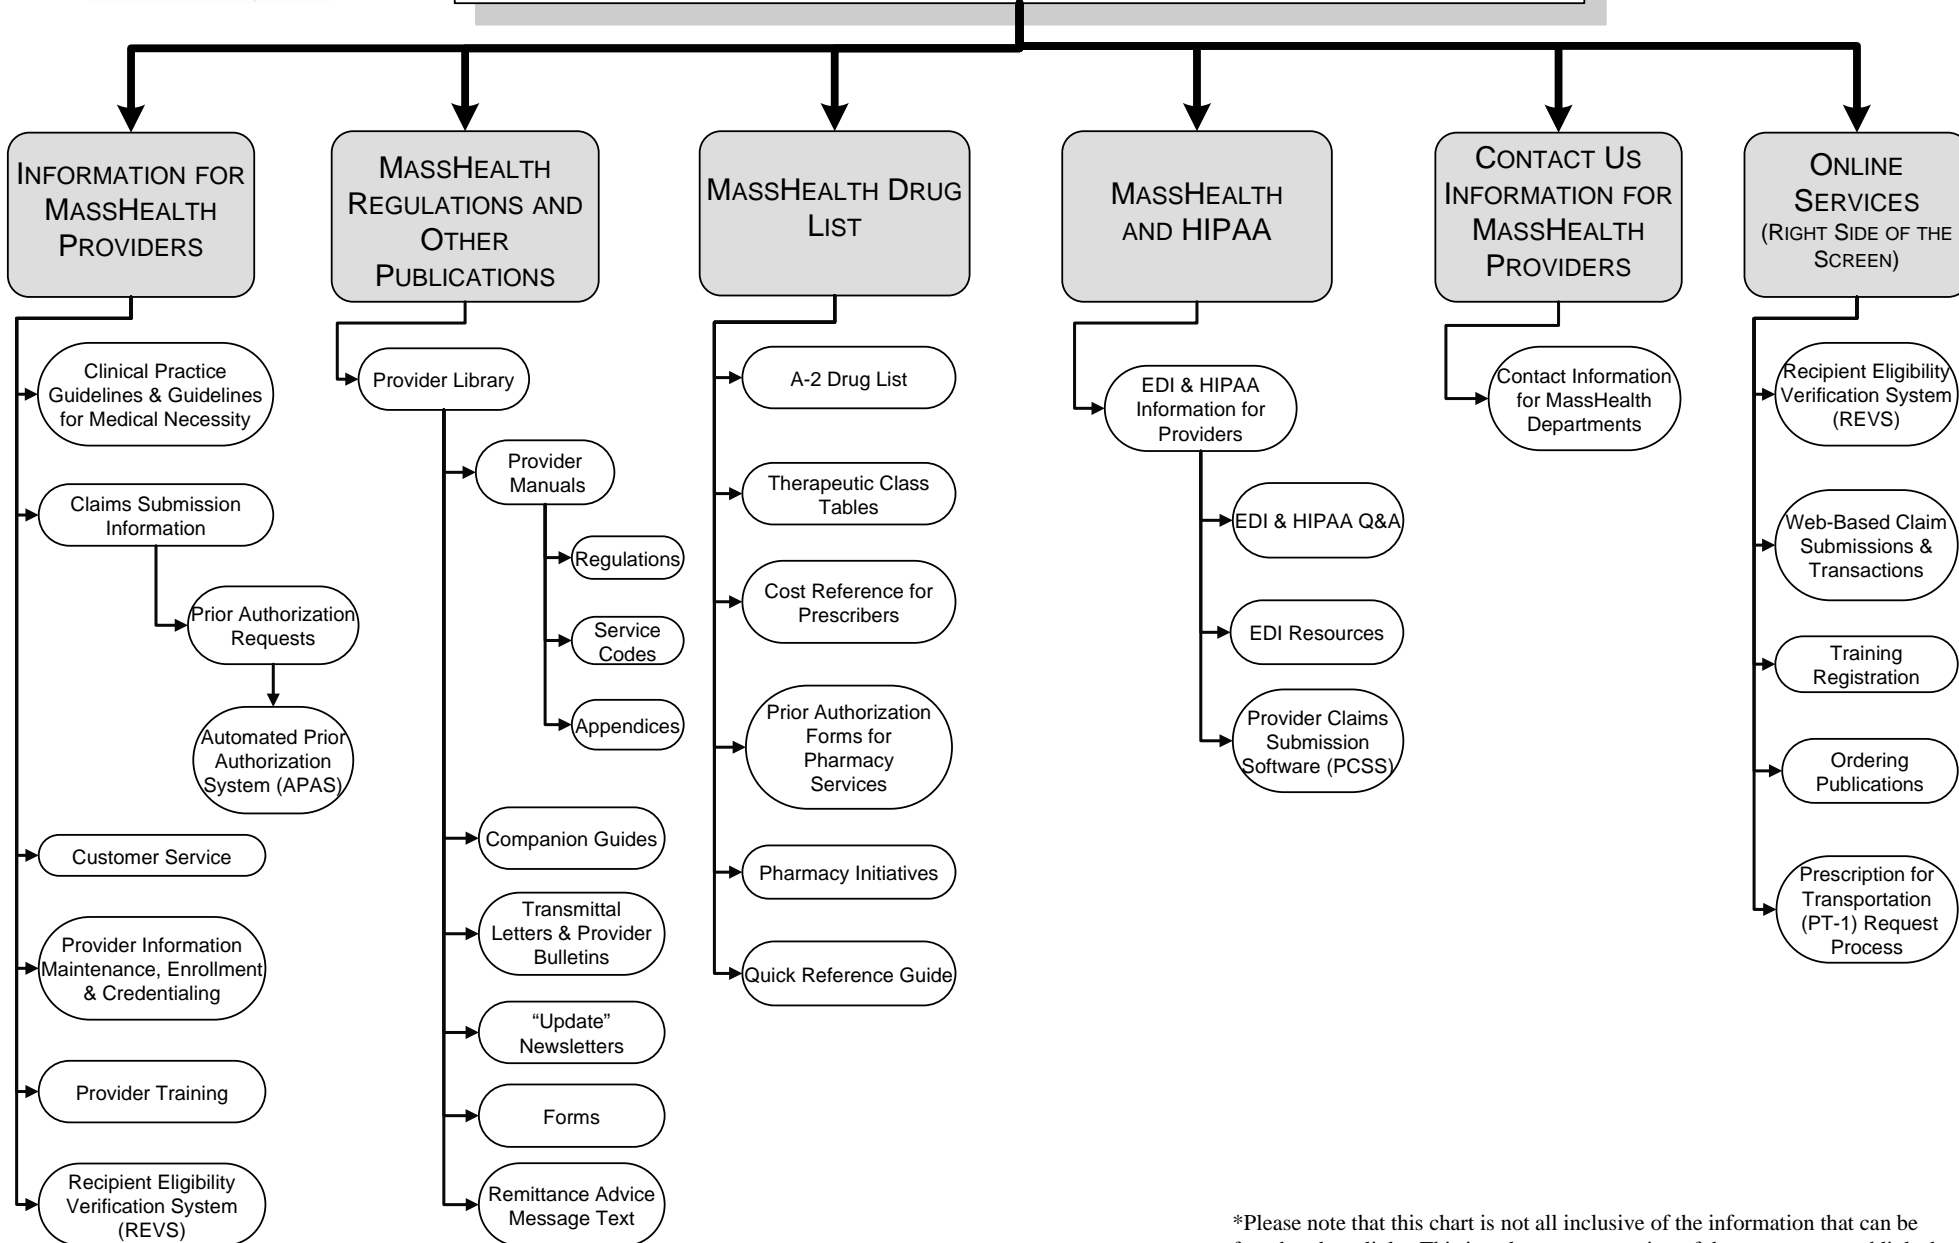 INFORMATION FOR
MASSHEALTH
PROVIDERS
Clinical Practice
Guidelines & Guidelines
for Medical Necessity
Claims Submission
Information
Prior Authorization
Requests
Automated Prior
Authorization
System (APAS)
Customer Service
Provider Information
Maintenance, Enrollment
& Credentialing
Provider Training
Recipient Eligibility
Verification System
(REVS)
MASSHEALTH
REGULATIONS AND
OTHER
PUBLICATIONS
Provider Library
Provider
Manuals
Regulations
Service
Codes
Appendices
Companion Guides
Transmittal
Letters & Provider
Bulletins
“Update”
Newsletters
Forms
Remittance Advice
Message Text
MASSHEALTH DRUG
LIST
A-2 Drug List
Therapeutic Class
Tables
Cost Reference for
Prescribers
Prior Authorization
Forms for
Pharmacy
Services
Pharmacy Initiatives
Quick Reference Guide
MASSHEALTH
AND HIPAA
EDI & HIPAA
Information for
Providers
EDI & HIPAA Q&A
EDI Resources
Provider Claims
Submission
Software (PCSS)
CONTACT US
INFORMATION FOR
MASSHEALTH
PROVIDERS
Contact Information
for MassHealth
Departments
ONLINE
SERVICES
(RIGHT SIDE OF THE
SCREEN)
Recipient Eligibility
Verification System
(REVS)
Web-Based Claim
Submissions &
Transactions
Training
Registration
Ordering
Publications
Prescription for
Transportation
(PT-1) Request
Process
*Please note that this chart is not all inclusive of the information that can be